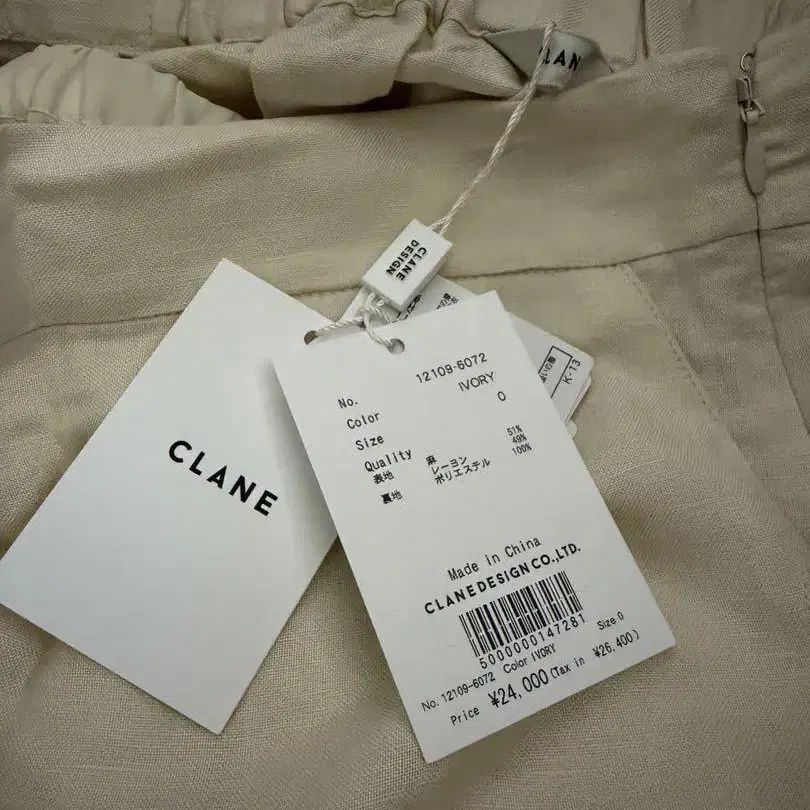 CLAN
CLANE
DESIGN
CLANE
K-13
No. 12109-6072
Color IVORY
Size 0
Quality
表地 麻 51%
レーヨン 49%
裏地 ポリエステル 100%
Made in China
CLANE DESIGN CO.,LTD.
5000000147281
No. 12109-6072 Color IVORY Size 0
Price ¥24,000(Tax in ¥26,400)